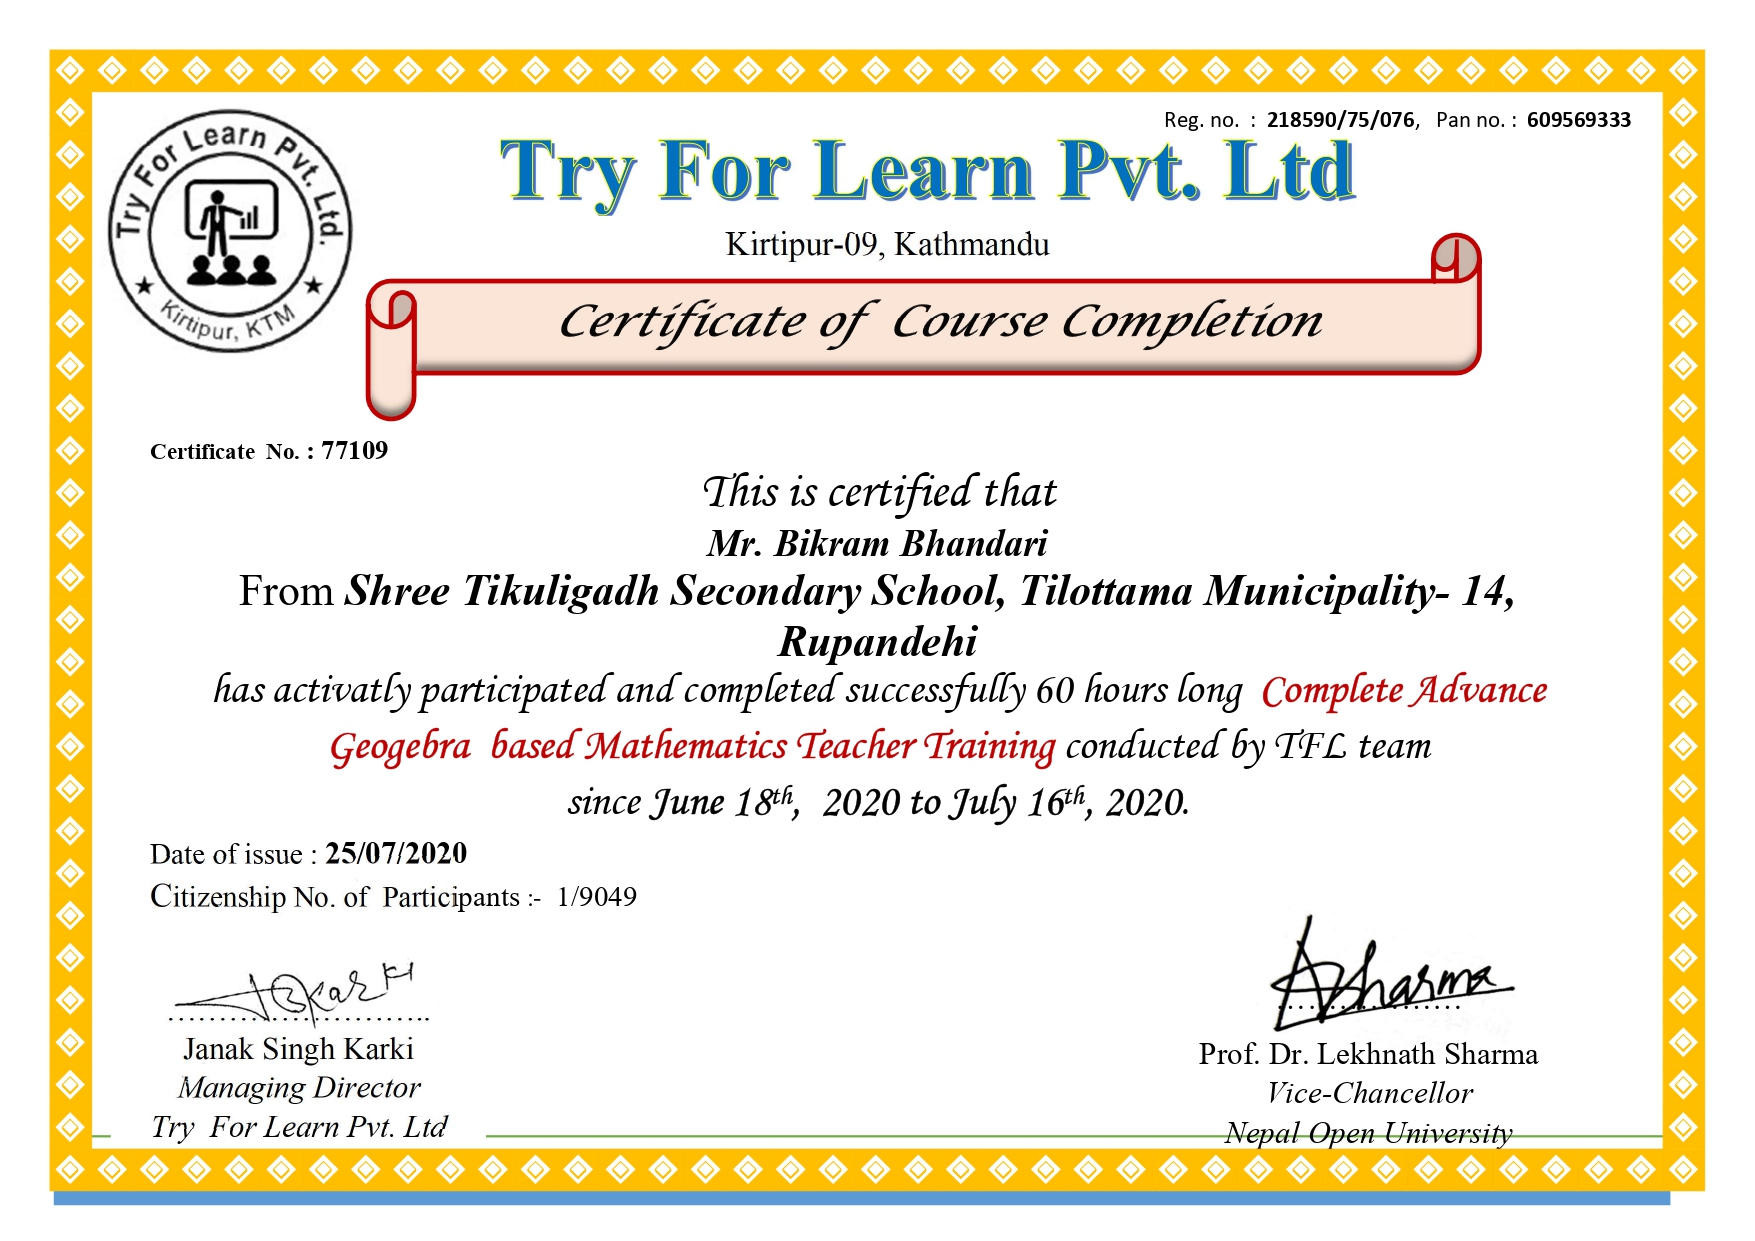 Reg. no. : 218590/75/076, Pan no. : 609569333
Try For Learn Pvt. Ltd.
Kirtipur, KTM
Try For Learn Pvt. Ltd
Kirtipur-09, Kathmandu
Certificate of Course Completion
Certificate No. : 77109
This is certified that
Mr. Bikram Bhandari
From Shree Tikuligadh Secondary School, Tilottama Municipality- 14,
Rupandehi
has activatly participated and completed successfully 60 hours long Complete Advance
Geogebra based Mathematics Teacher Training conducted by TFL team
since June 18th, 2020 to July 16th, 2020.
Date of issue : 25/07/2020
Citizenship No. of Participants :- 1/9049
Janak Singh Karki
Managing Director
Try For Learn Pvt. Ltd
Prof. Dr. Lekhnath Sharma
Vice-Chancellor
Nepal Open University